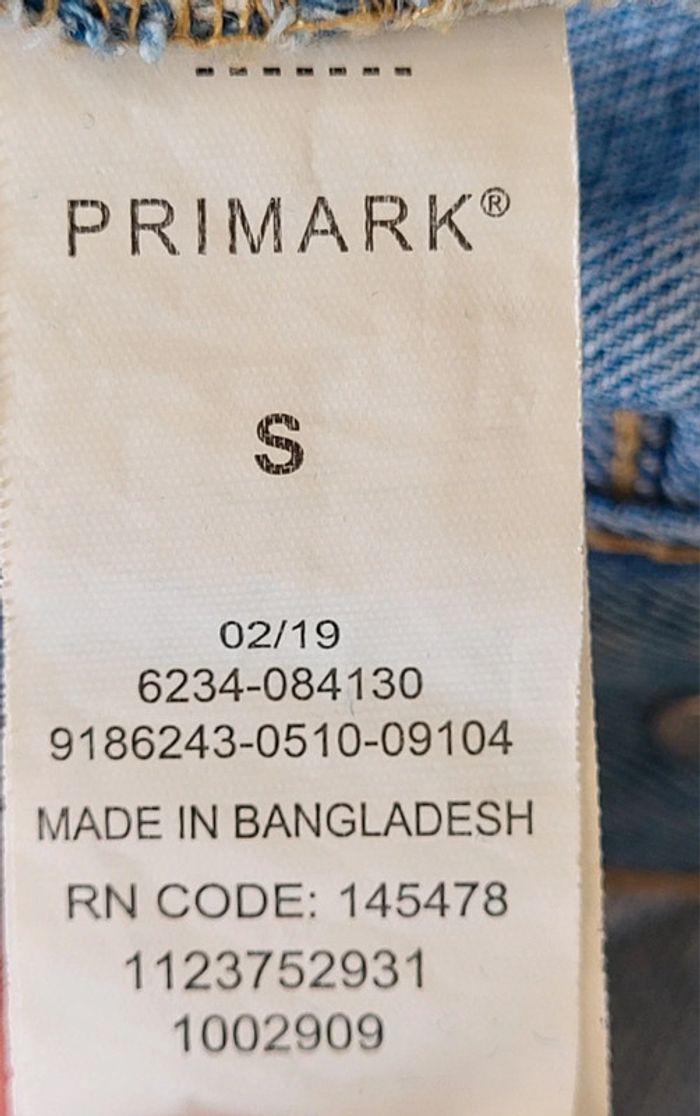 PRIMARK®
S
02/19
6234-084130
9186243-0510-09104
MADE IN BANGLADESH
RN CODE: 145478
1123752931
1002909